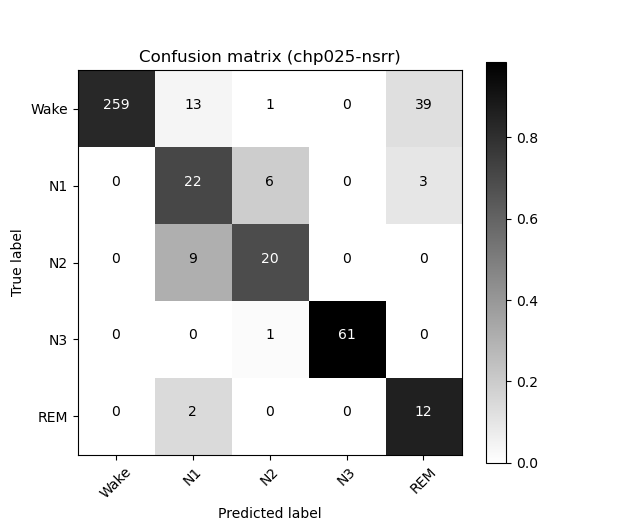 Confusion matrix (chp025-nsrr)
Wake 259 13 1 0 39
N1 0 22 6 0 3
N2 0 9 20 0 0
N3 0 0 1 61 0
REM 0 2 0 0 12
Wake N1 N2 N3 REM
True label
Predicted label
0.8
0.6
0.4
0.2
0.0